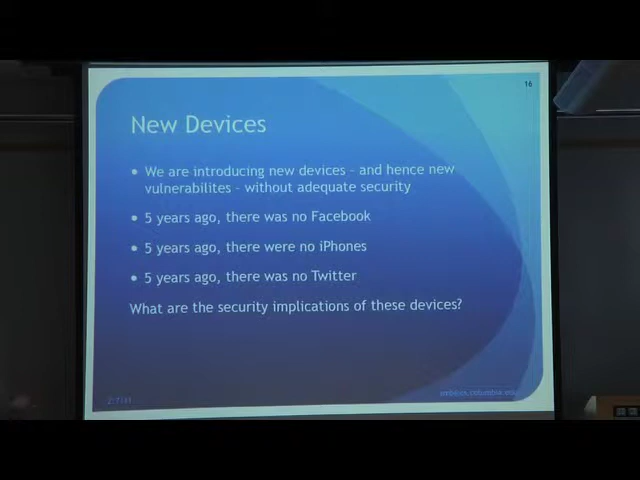 16
New Devices
• We are introducing new devices – and hence new
vulnerabilites – without adequate security
• 5 years ago, there was no Facebook
• 5 years ago, there were no iPhones
• 5 years ago, there was no Twitter
What are the security implications of these devices?